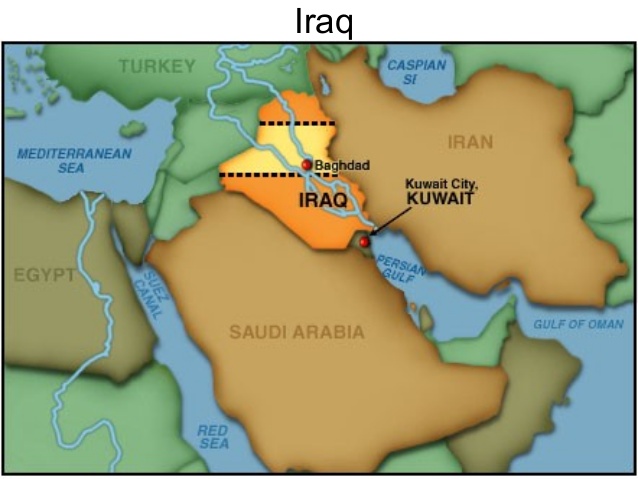 Iraq
TURKEY
CASPIAN
SE
IRAN
MEDITERRANEAN
SEA
Baghdad
Kuwait City,
KUWAIT
IRAQ
EGYPT
SUEZ
CANAL
PERSIAN
GULF
SAUDI ARABIA
GULF OF OMAN
RED
SEA